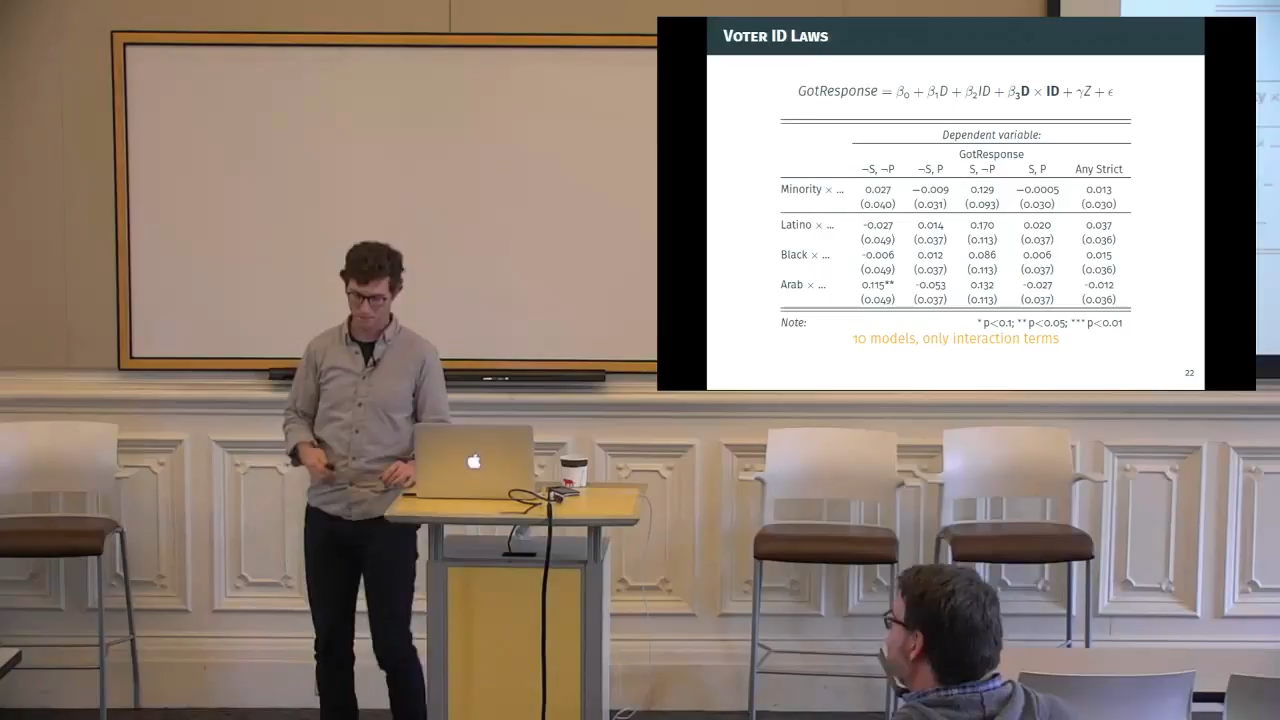 VOTER ID LAWS
GotResponse = β₀ + β₁D + β₂ID + β₃D × ID + γZ + ϵ
Dependent variable:
GotResponse
¬S, ¬P ¬S, P S, ¬P S, P Any Strict
Minority × ... 0.027 −0.009 0.129 −0.0005 0.013
(0.040) (0.031) (0.093) (0.030) (0.030)
Latino × ... -0.027 0.014 0.170 0.020 0.037
(0.049) (0.037) (0.113) (0.037) (0.036)
Black × ... -0.006 0.012 0.086 0.006 0.015
(0.049) (0.037) (0.113) (0.037) (0.036)
Arab × ... 0.115** -0.053 0.132 -0.027 -0.012
(0.049) (0.037) (0.113) (0.037) (0.036)
Note: *p<0.1; **p<0.05; ***p<0.01
10 models, only interaction terms
22